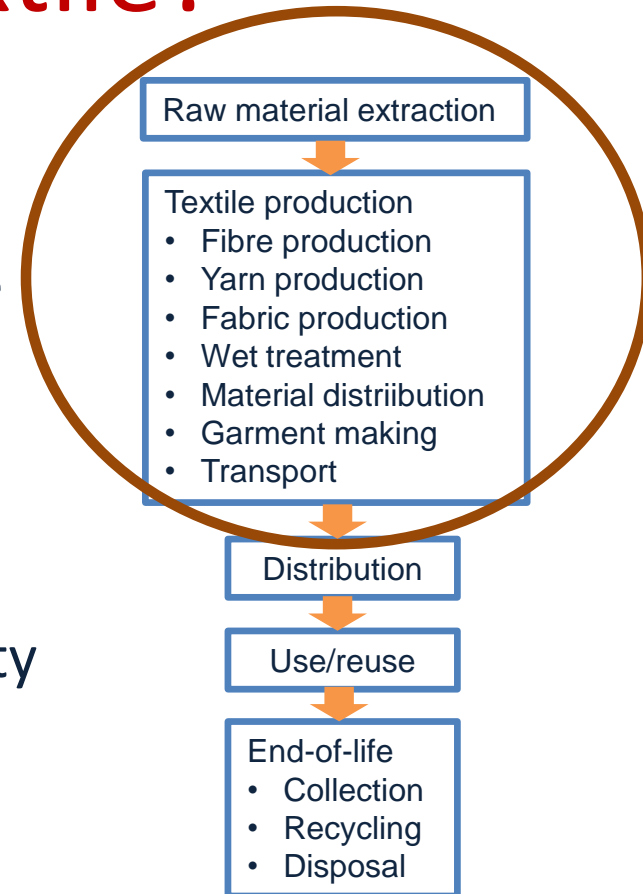 Raw material extraction
Textile production
• Fibre production
• Yarn production
• Fabric production
• Wet treatment
• Material distriibution
• Garment making
• Transport
Distribution
ty
Use/reuse
End-of-life
• Collection
• Recycling
• Disposal